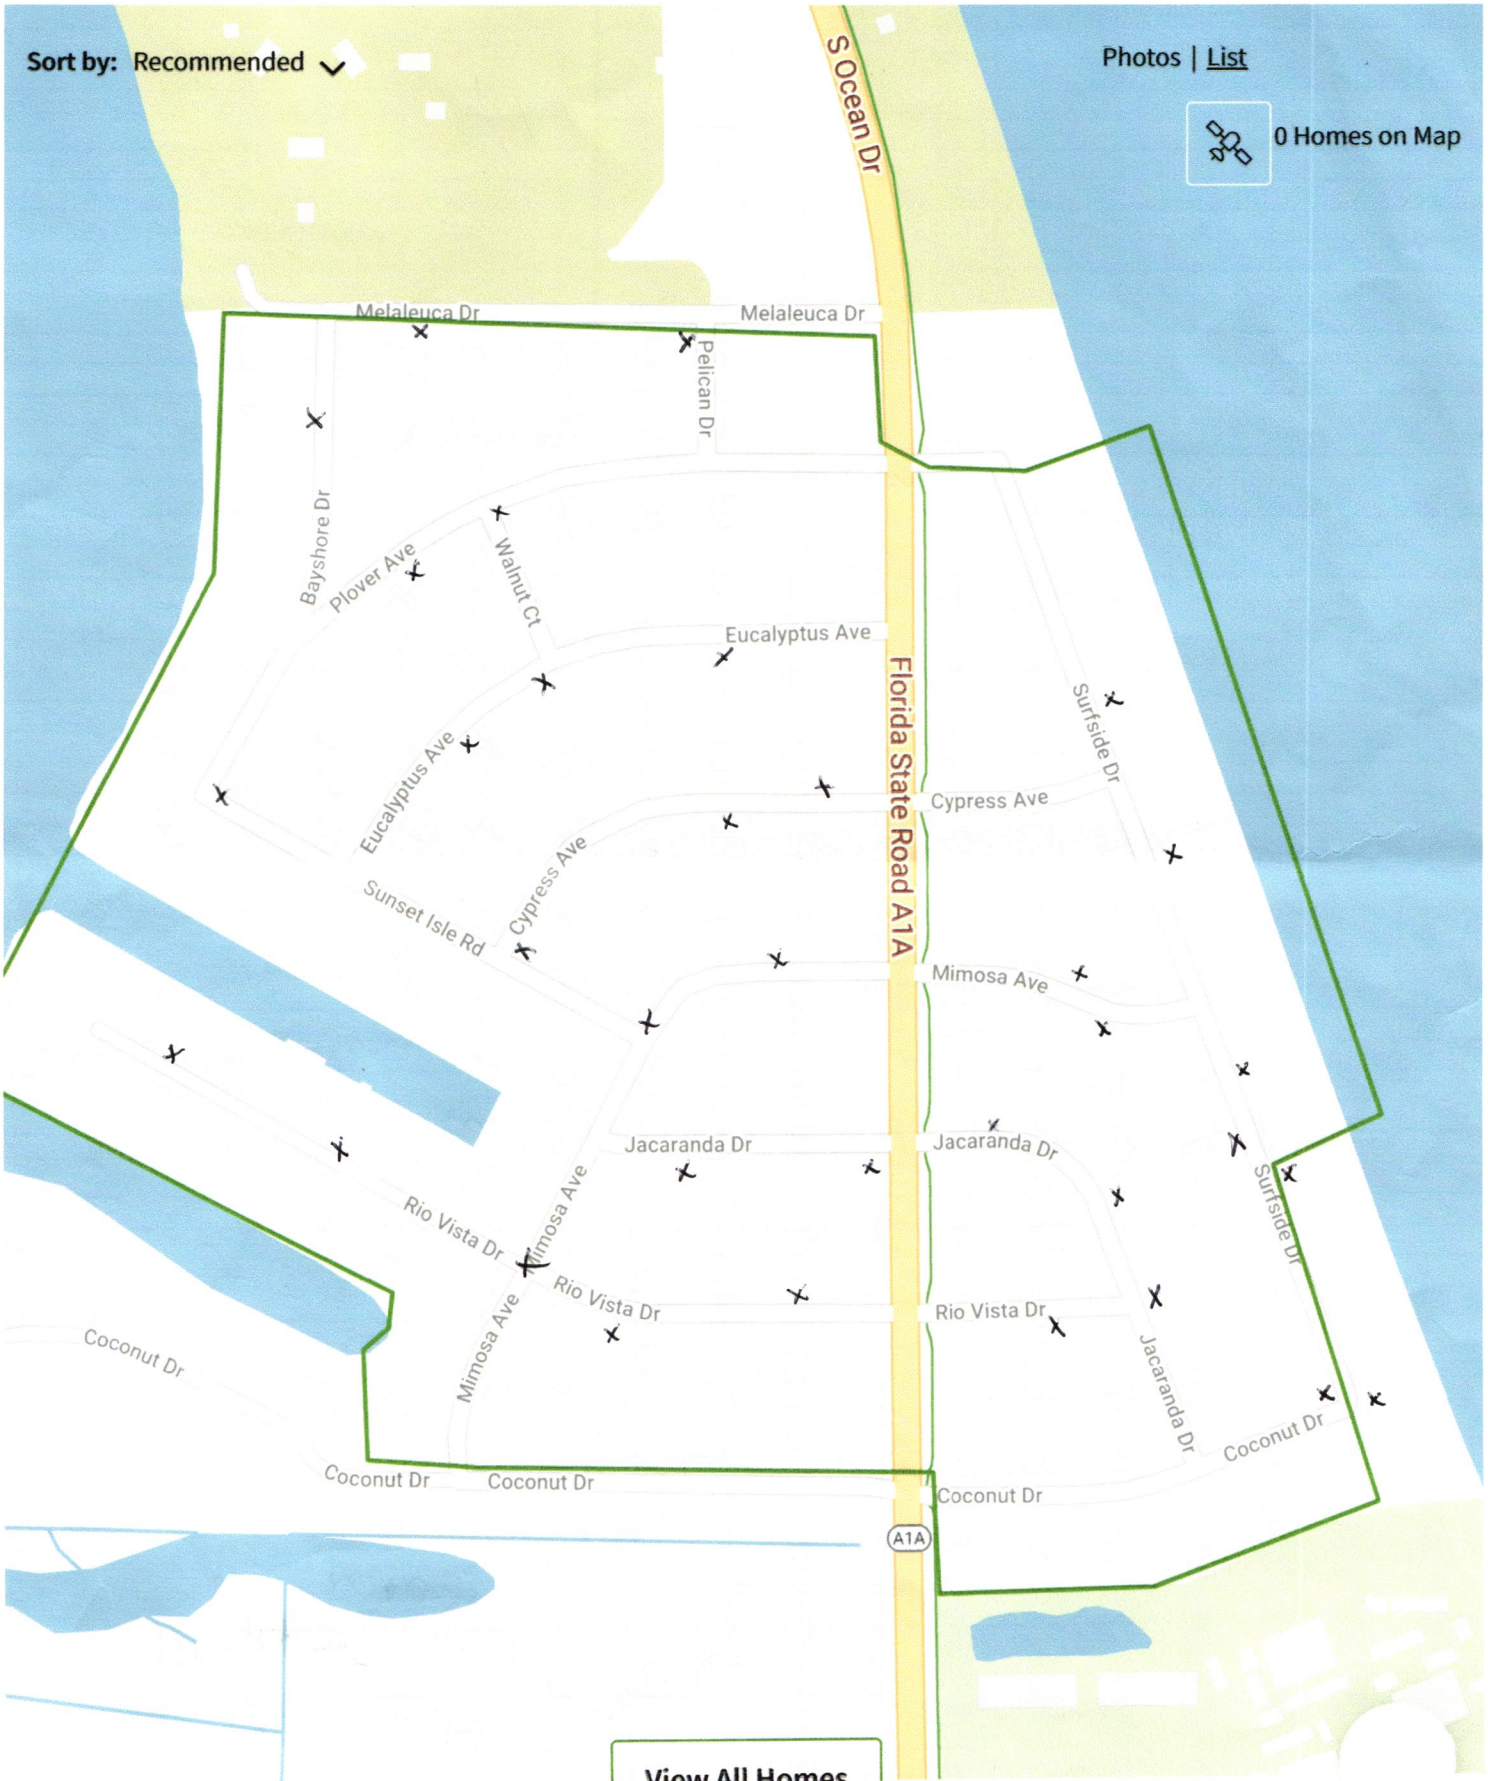 Sort by: Recommended
Photos | List
0 Homes on Map
S Ocean Dr
Melaleuca Dr
Melaleuca Dr
Pelican Dr
Bayshore Dr
Plover Ave
Walnut Ct
Eucalyptus Ave
Eucalyptus Ave
Florida State Road A1A
Surfside Dr
Cypress Ave
Cypress Ave
Sunset Isle Rd
Mimosa Ave
Jacaranda Dr
Jacaranda Dr
Mimosa Ave
Surfside Dr
Rio Vista Dr
Rio Vista Dr
Rio Vista Dr
Mimosa Ave
Coconut Dr
Jacaranda Dr
Coconut Dr
Coconut Dr
Coconut Dr
Coconut Dr
A1A
View All Homes